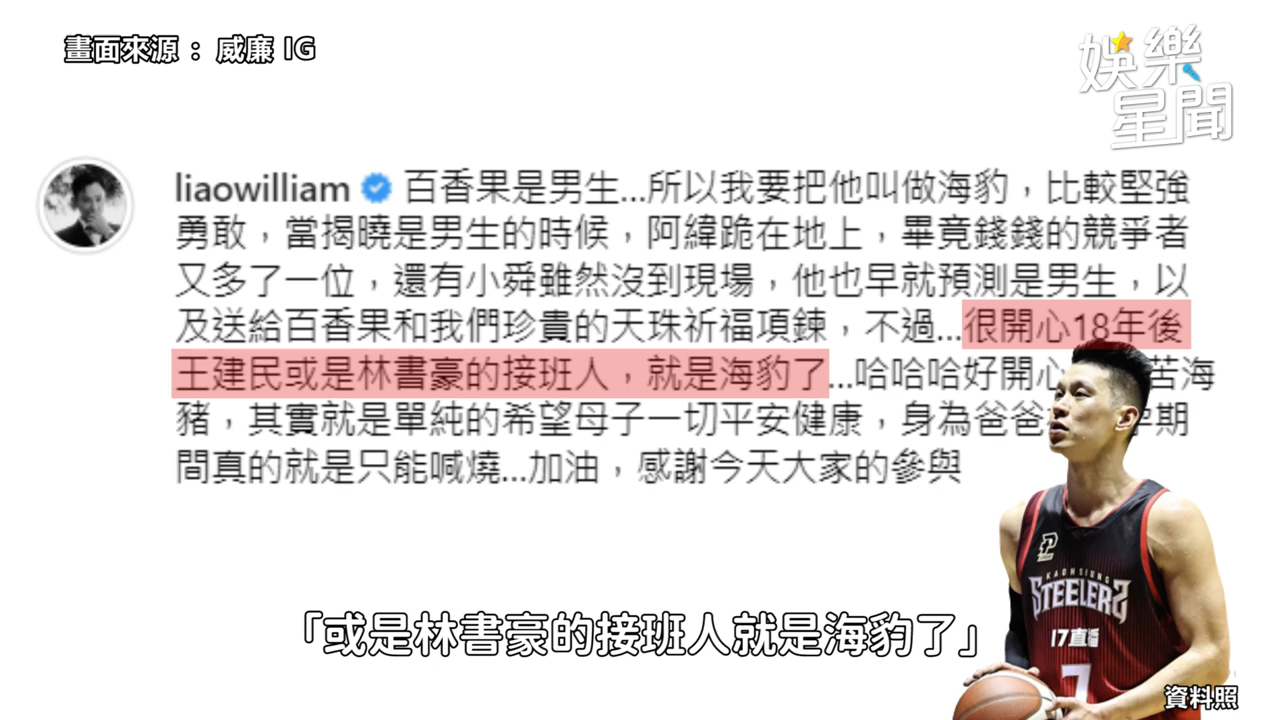 畫面來源：威廉 IG
娛樂
星聞
liaowilliam 百香果是男生...所以我要把他叫做海豹，比較堅強
勇敢，當揭曉是男生的時候，阿緯跪在地上，畢竟錢錢的競爭者
又多了一位，還有小舜雖然沒到現場，他也早就預測是男生，以
及送給百香果和我們珍貴的天珠祈福項鍊，不過...很開心18年後
王建民或是林書豪的接班人，就是海豹了...哈哈哈好開心 苦海
豬，其實就是單純的希望母子一切平安健康，身為爸爸 孕期
間真的就是只能喊燒...加油，感謝今天大家的參與
「或是林書豪的接班人就是海豹了」
KAOHSIUNG
STEELERS
17直播
7
資料照